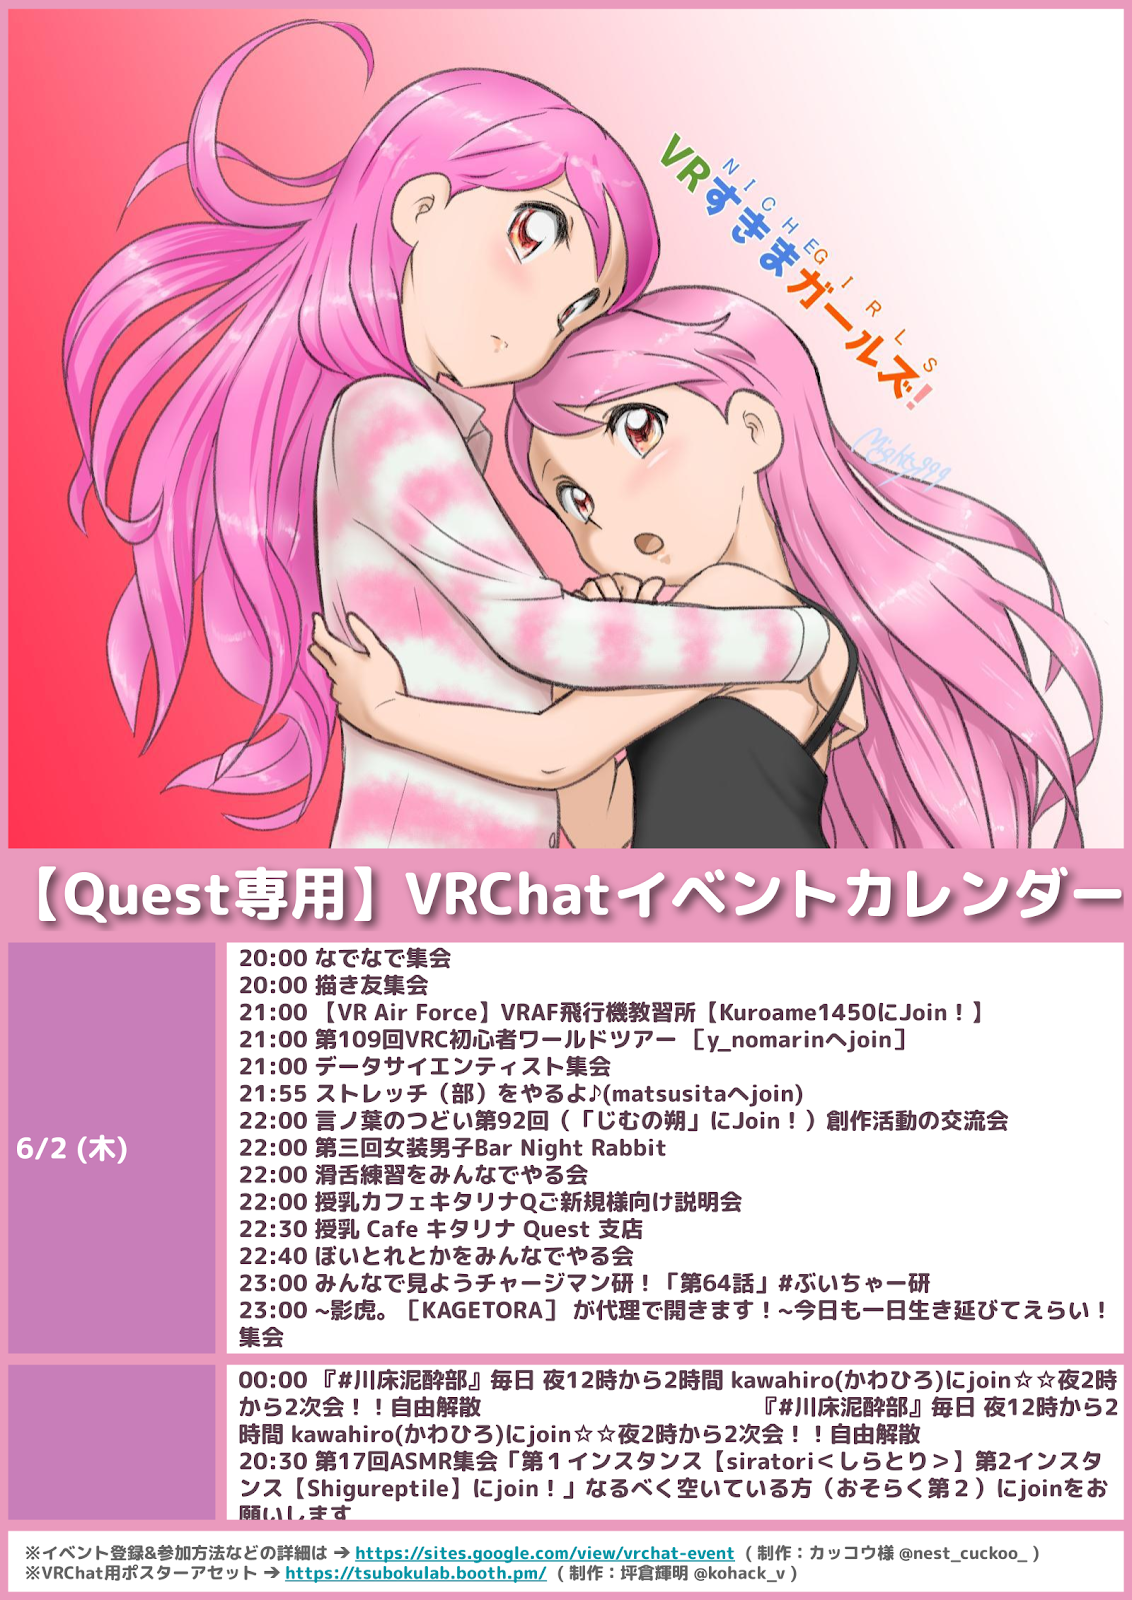 VRすきまガールズ!
NICHE GIRLS
Mighty999
【Quest専用】VRChatイベントカレンダー
6/2 (木)
20:00 なでなで集会
20:00 描き友集会
21:00 【VR Air Force】VRAF飛行機教習所【Kuroame1450にJoin！】
21:00 第109回VRC初心者ワールドツアー ［y_nomarinへjoin］
21:00 データサイエンティスト集会
21:55 ストレッチ（部）をやるよ♪(matsusitaへjoin)
22:00 言ノ葉のつどい第92回（「じむの朔」にJoin！）創作活動の交流会
22:00 第三回女装男子Bar Night Rabbit
22:00 滑舌練習をみんなでやる会
22:00 授乳カフェキタリナQご新規様向け説明会
22:30 授乳 Cafe キタリナ Quest 支店
22:40 ぼいとれとかをみんなでやる会
23:00 みんなで見ようチャージマン研！「第64話」#ぶいちゃー研
23:00 ~影虎。［KAGETORA］ が代理で開きます！~今日も一日生き延びてえらい！
集会
00:00 『#川床泥酔部』毎日 夜12時から2時間 kawahiro(かわひろ)にjoin☆☆夜2時
から2次会！！自由解散 『#川床泥酔部』毎日 夜12時から2
時間 kawahiro(かわひろ)にjoin☆☆夜2時から2次会！！自由解散
20:30 第17回ASMR集会「第１インスタンス【siratori＜しらとり＞】第2インスタ
ンス【Shigureptile】にjoin！」なるべく空いている方（おそらく第２）にjoinをお
願いします
※イベント登録&参加方法などの詳細は → https://sites.google.com/view/vrchat-event （ 制作：カッコウ様 @nest_cuckoo_ ）
※VRChat用ポスターアセット → https://tsubokulab.booth.pm/ （ 制作：坪倉輝明 @kohack_v ）